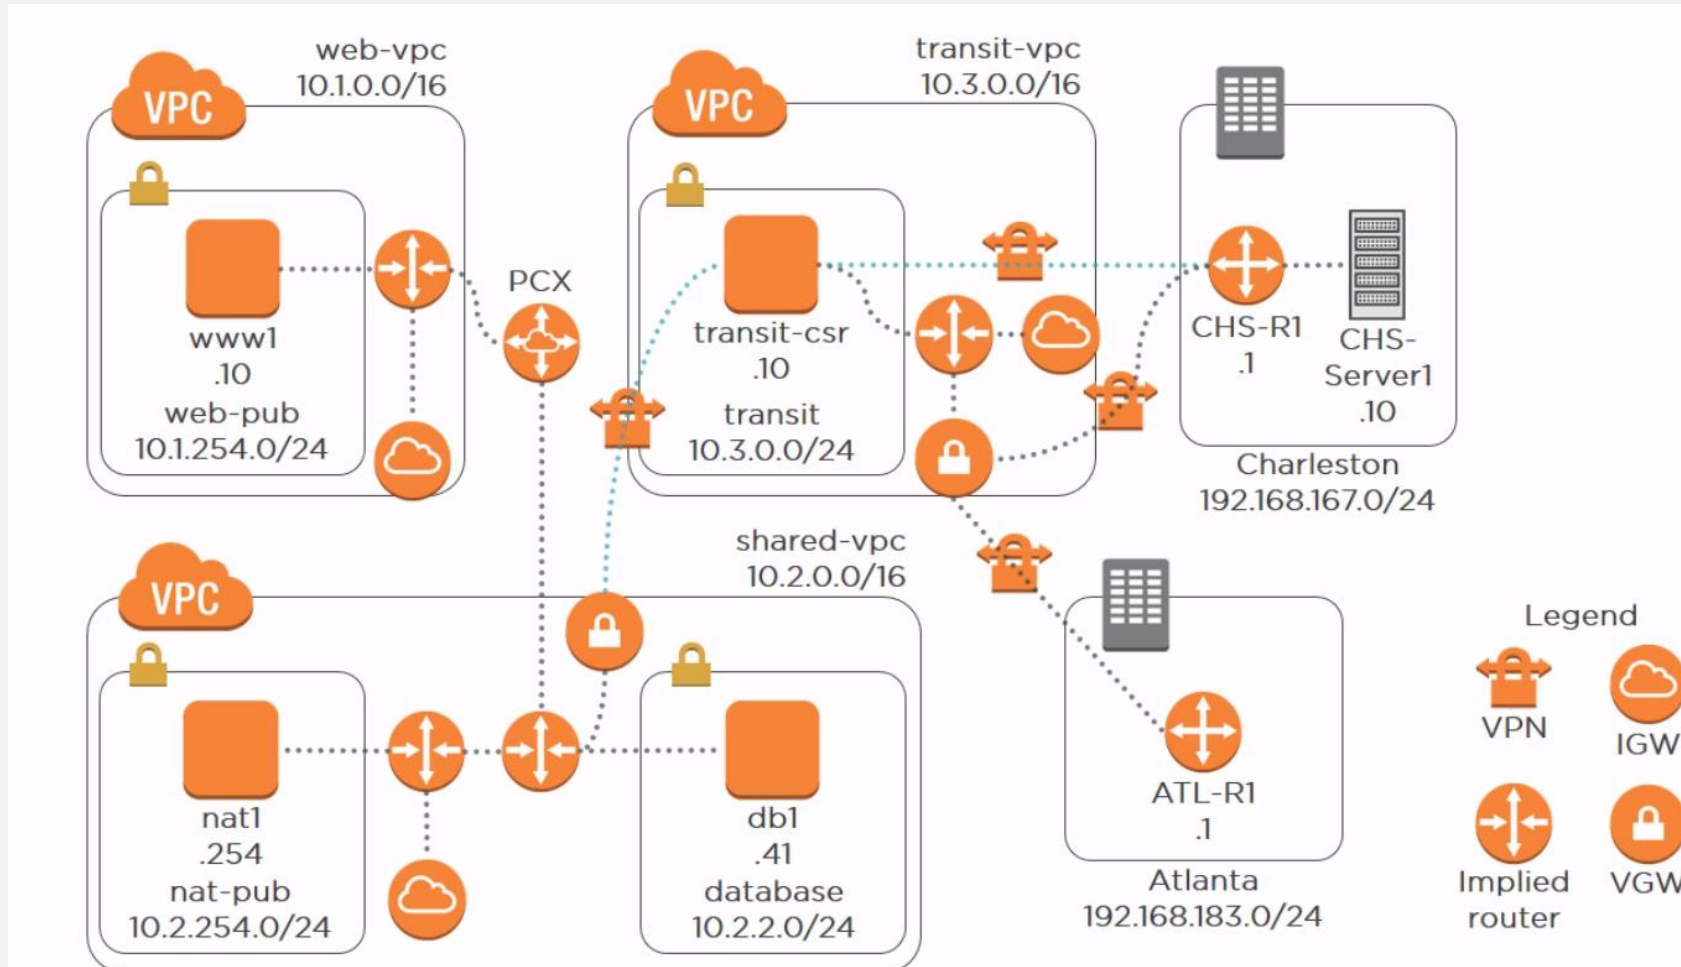 web-vpc
10.1.0.0/16
VPC
www1
.10
web-pub
10.1.254.0/24
PCX
transit-vpc
10.3.0.0/16
VPC
transit-csr
.10
transit
10.3.0.0/24
CHS-R1
.1
CHS-
Server1
.10
Charleston
192.168.167.0/24
shared-vpc
10.2.0.0/16
VPC
nat1
.254
nat-pub
10.2.254.0/24
db1
.41
database
10.2.2.0/24
ATL-R1
.1
Atlanta
192.168.183.0/24
Legend
VPN
IGW
Implied
router
VGW